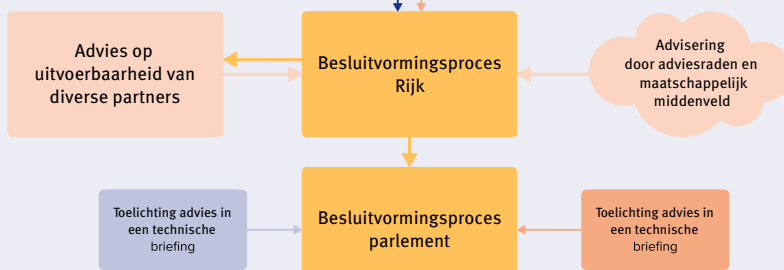 Advies op
uitvoerbaarheid van
diverse partners
Besluitvormingsproces
Rijk
Advisering
door adviesraden en
maatschappelijk
middenveld
Toelichting advies in
een technische
briefing
Besluitvormingsproces
parlement
Toelichting advies in
een technische
briefing